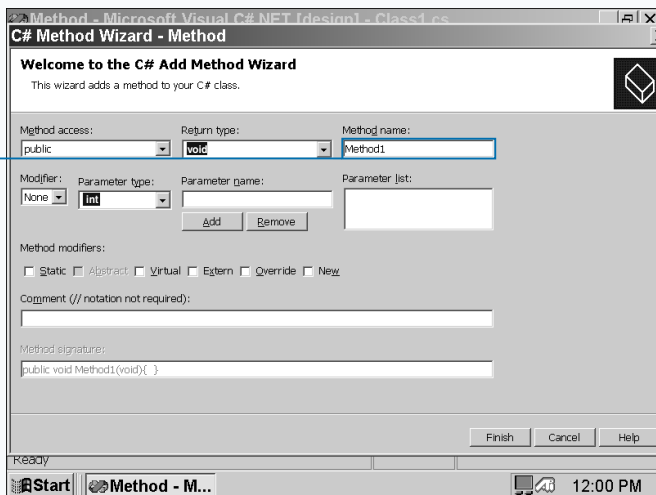 Method - Microsoft Visual C# .NET [design] - Class1.cs
C# Method Wizard - Method
Welcome to the C# Add Method Wizard
This wizard adds a method to your C# class.
Method access: Return type: Method name:
public void Method1
Modifier: Parameter type: Parameter name: Parameter list:
None int
Add Remove
Method modifiers:
Static Abstract Virtual Extern Override New
Comment (// notation not required):
Method signature:
public void Method1(void){ }
Finish Cancel Help
Ready
Start Method - M... 12:00 PM